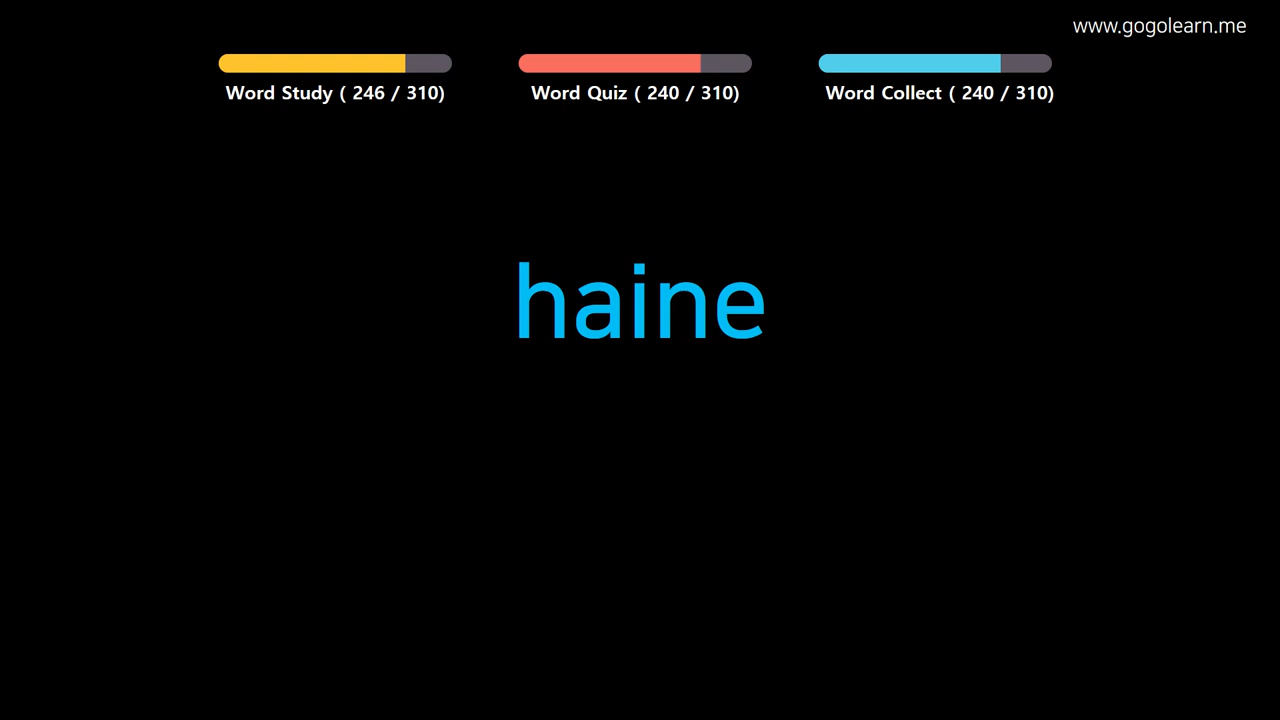 www.gogolearn.me
Word Study ( 246 / 310)
Word Quiz ( 240 / 310)
Word Collect ( 240 / 310)
haine